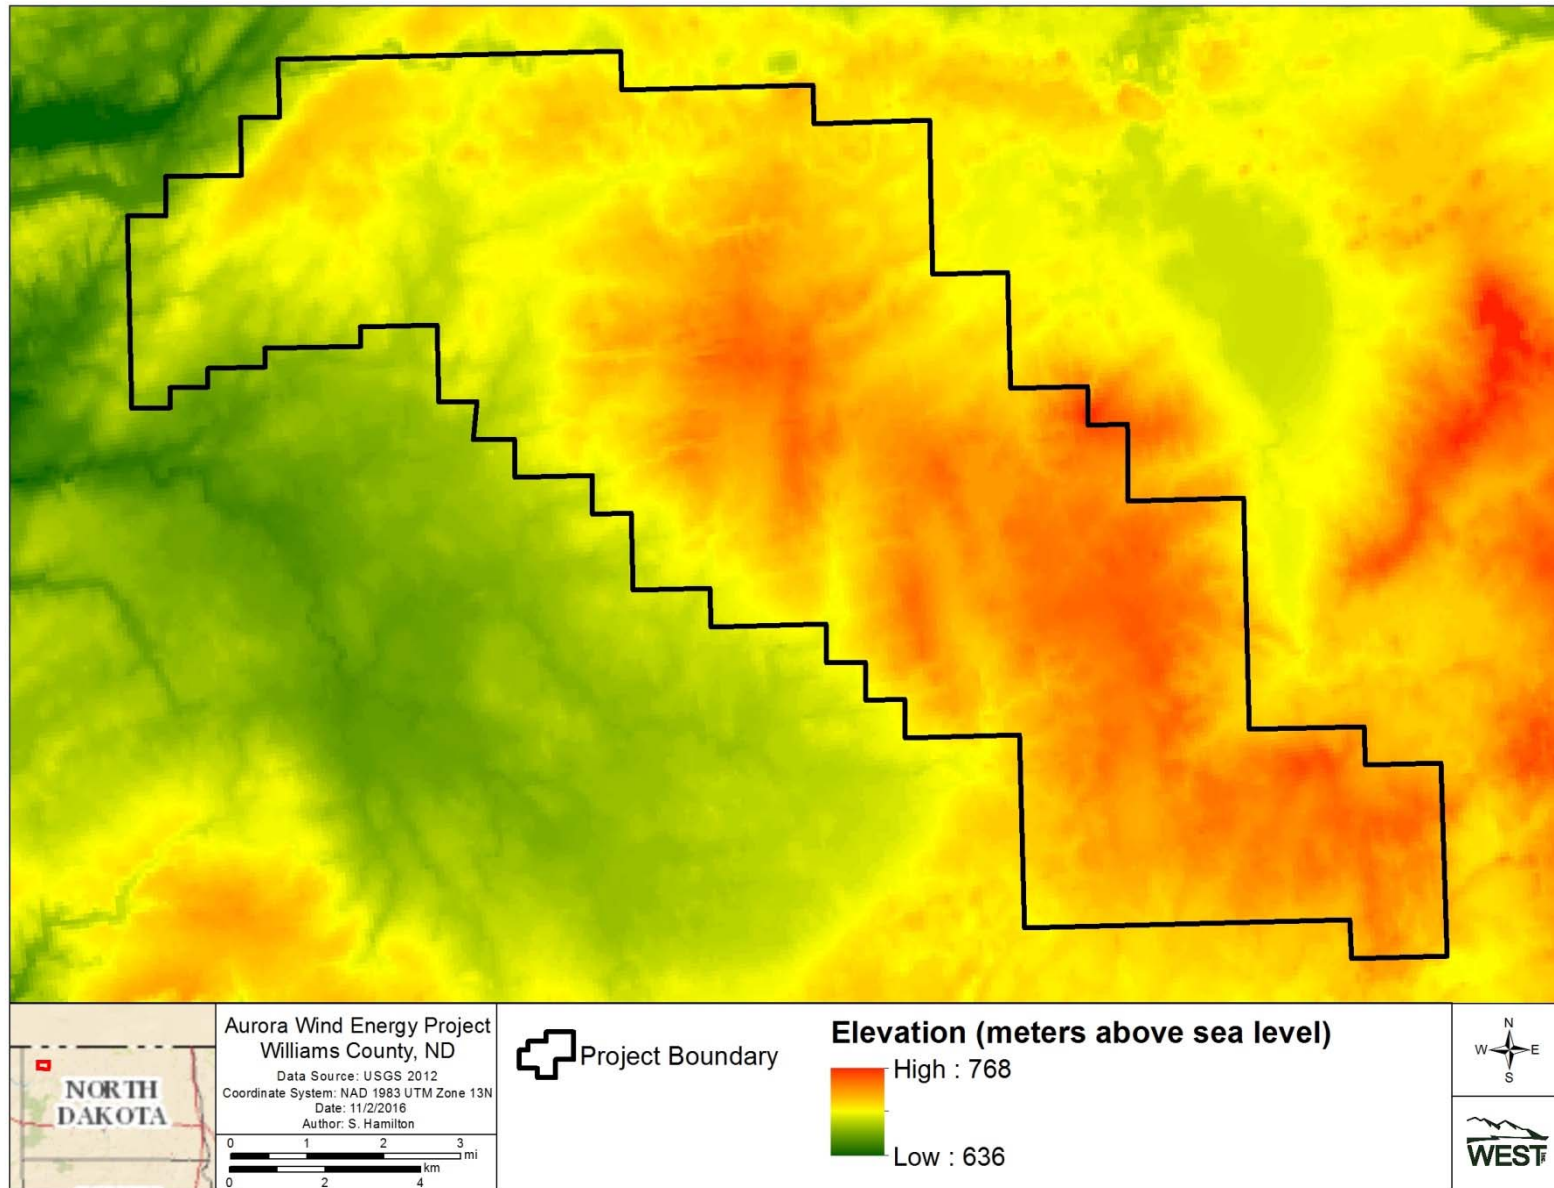 NORTH
DAKOTA
Aurora Wind Energy Project
Williams County, ND
Data Source: USGS 2012
Coordinate System: NAD 1983 UTM Zone 13N
Date: 11/2/2016
Author: S. Hamilton
0 1 2 3 mi
km
0 2 4
Project Boundary
Elevation (meters above sea level)
High : 768
Low : 636
N
W E
S
WEST